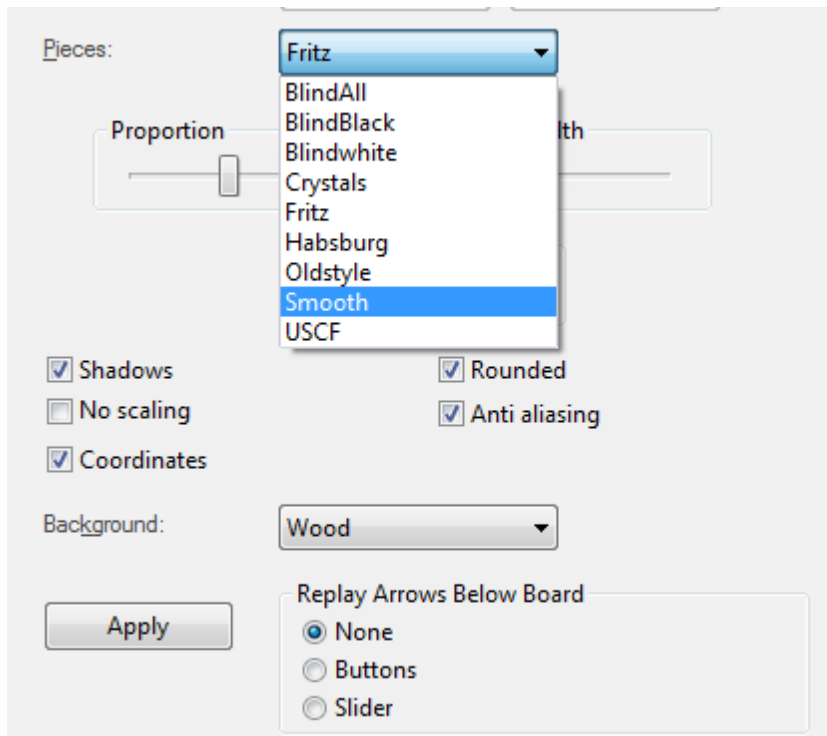 Pieces:
Fritz
BlindAll
BlindBlack
Blindwhite
Crystals
Fritz
Habsburg
Oldstyle
Smooth
USCF
Proportion
lth
Shadows
Rounded
No scaling
Anti aliasing
Coordinates
Background:
Wood
Apply
Replay Arrows Below Board
None
Buttons
Slider